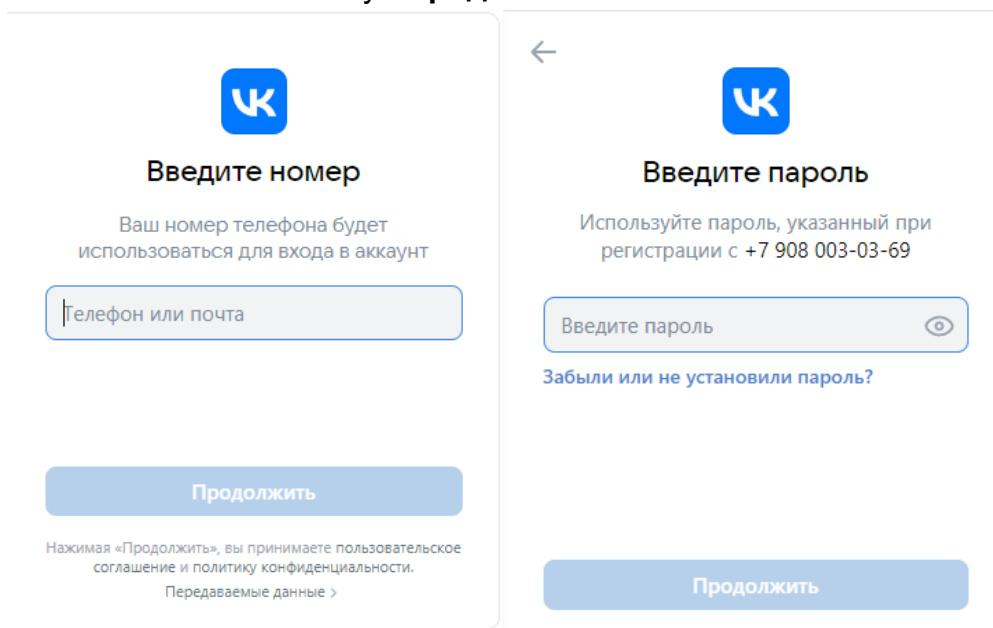 VK
Введите номер
Ваш номер телефона будет
использоваться для входа в аккаунт
Телефон или почта
Продолжить
Нажимая «Продолжить», вы принимаете пользовательское
соглашение и политику конфиденциальности.
Передаваемые данные >
VK
Введите пароль
Используйте пароль, указанный при
регистрации с +7 908 003-03-69
Введите пароль
Забыли или не установили пароль?
Продолжить